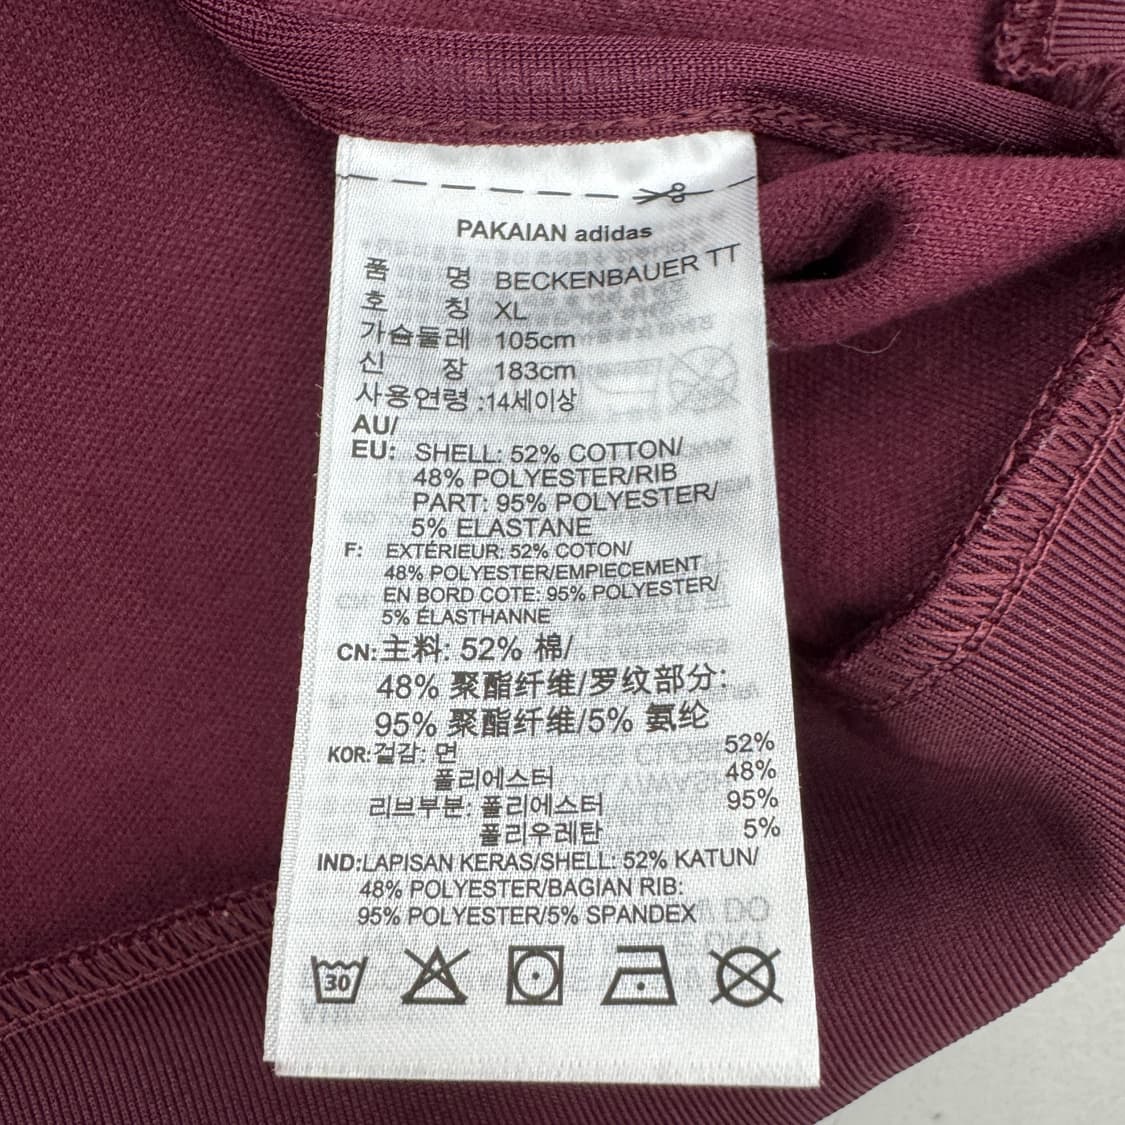 PAKAIAN adidas
품 명 BECKENBAUER TT
호 칭 XL
가슴둘레 105cm
신 장 183cm
사용연령 :14세이상
AU/
EU: SHELL: 52% COTTON/
48% POLYESTER/RIB
PART: 95% POLYESTER/
5% ELASTANE
F: EXTÉRIEUR: 52% COTON/
48% POLYESTER/EMPIECEMENT
EN BORD COTE: 95% POLYESTER/
5% ÉLASTHANNE
CN:主料: 52% 棉/
48% 聚酯纤维/罗纹部分:
95% 聚酯纤维/5% 氨纶
KOR:겉감: 면 52%
폴리에스터 48%
리브부분: 폴리에스터 95%
폴리우레탄 5%
IND:LAPISAN KERAS/SHELL: 52% KATUN/
48% POLYESTER/BAGIAN RIB:
95% POLYESTER/5% SPANDEX
30